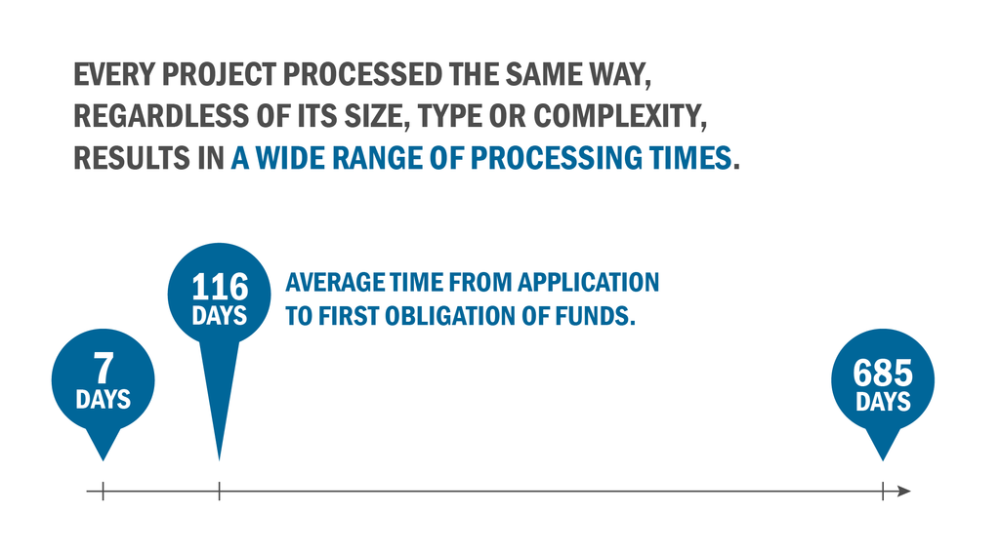 EVERY PROJECT PROCESSED THE SAME WAY,
REGARDLESS OF ITS SIZE, TYPE OR COMPLEXITY,
RESULTS IN A WIDE RANGE OF PROCESSING TIMES.
116
DAYS
AVERAGE TIME FROM APPLICATION
TO FIRST OBLIGATION OF FUNDS.
7
DAYS
685
DAYS